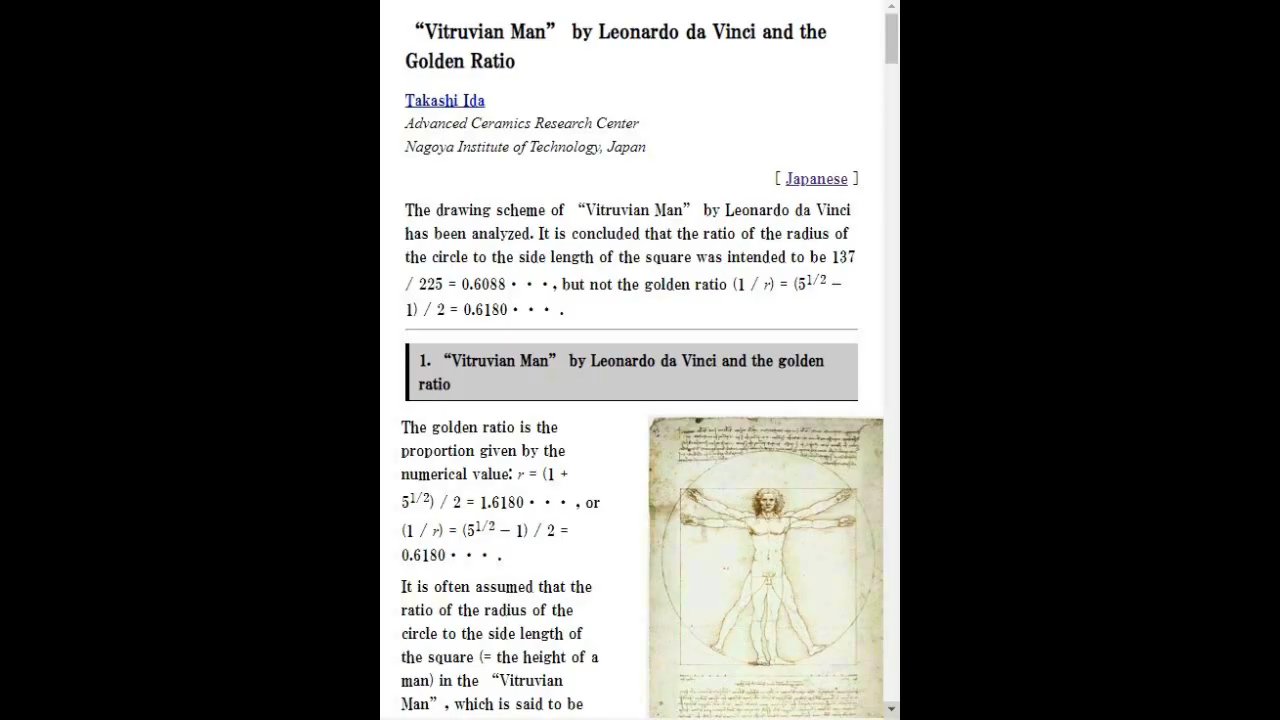 “Vitruvian Man” by Leonardo da Vinci and the
Golden Ratio
Takashi Ida
Advanced Ceramics Research Center
Nagoya Institute of Technology, Japan
[ Japanese ]
The drawing scheme of “Vitruvian Man” by Leonardo da Vinci
has been analyzed. It is concluded that the ratio of the radius of
the circle to the side length of the square was intended to be 137
/ 225 = 0.6088・・・, but not the golden ratio (1 / r) = (5^1/2 −
1) / 2 = 0.6180・・・.
1. “Vitruvian Man” by Leonardo da Vinci and the golden
ratio
The golden ratio is the
proportion given by the
numerical value: r = (1 +
5^1/2) / 2 = 1.6180・・・, or
(1 / r) = (5^1/2 − 1) / 2 =
0.6180・・・.
It is often assumed that the
ratio of the radius of the
circle to the side length of
the square (= the height of a
man) in the “Vitruvian
Man”, which is said to be